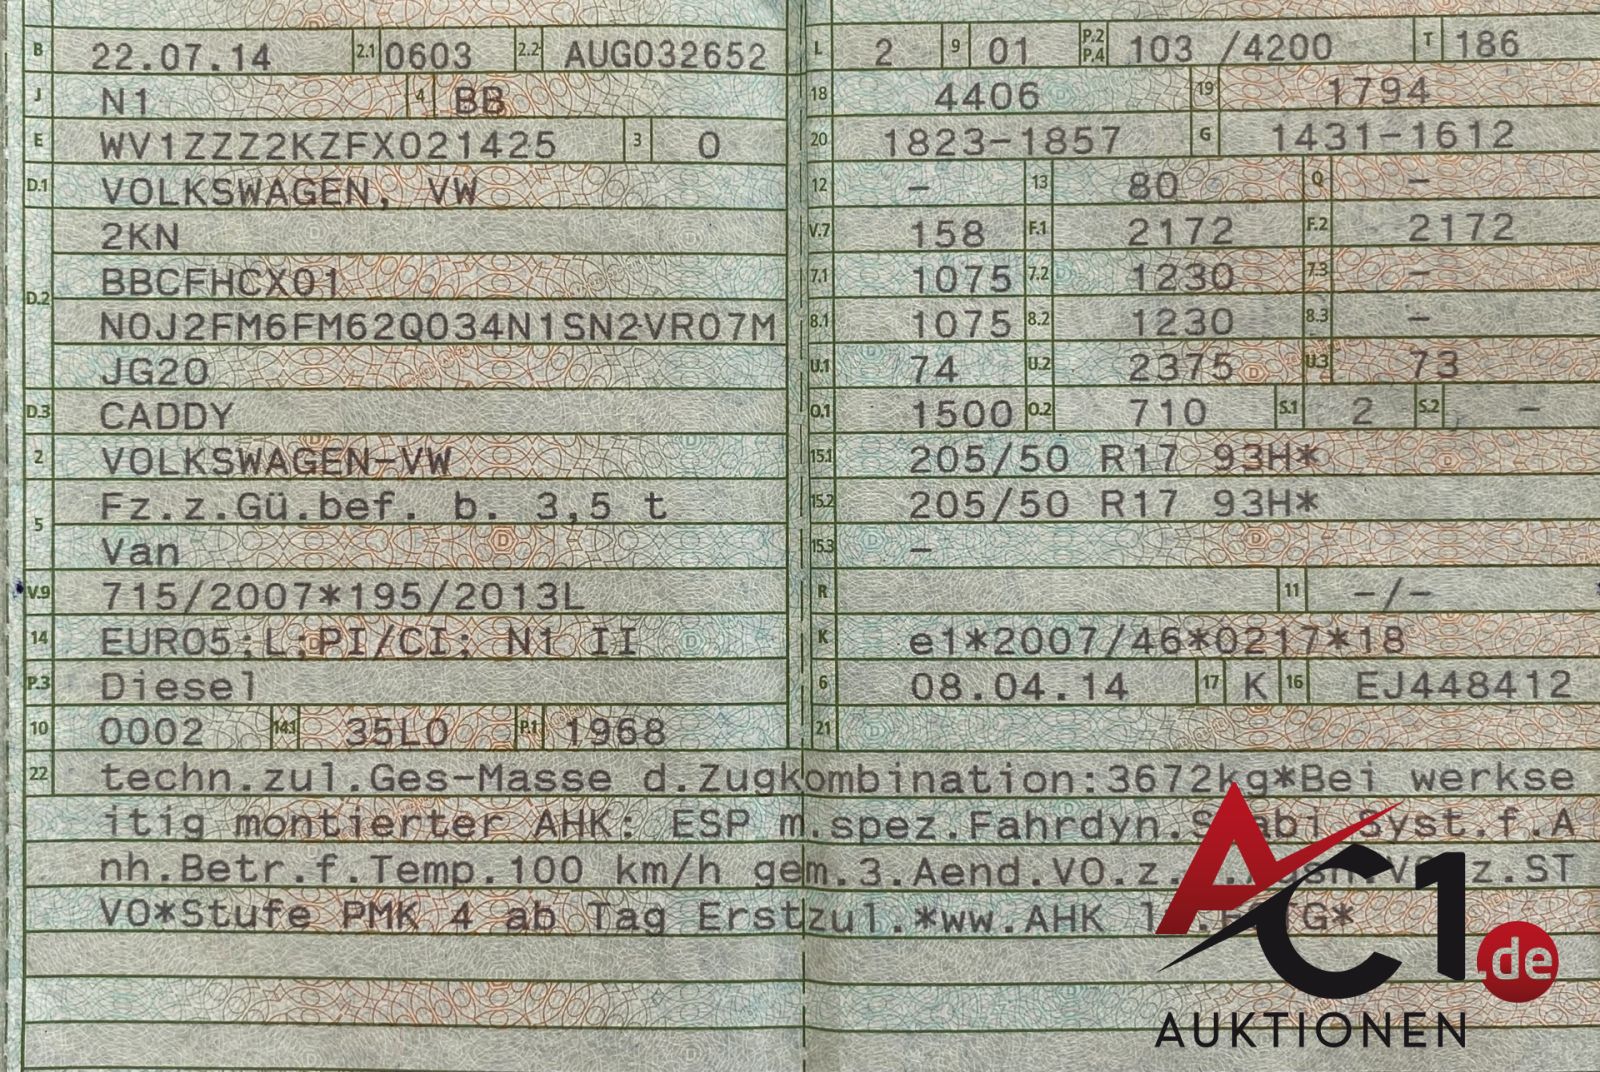 B 22.07.14 2.1 0603 2.2 AUG032652
J N1 4 BB
E WV1ZZZ2KZFX021425 3 0
D.1 VOLKSWAGEN, VW
2KN
D.2 BBCFHCX01
N0J2FM6FM62Q034N1SN2-VR07M
JG20
D.3 CADDY
2 VOLKSWAGEN-VW
5 Fz.z.Gü.bef. b. 3,5 t
Van
V.9 715/2007*195/2013L
14 EURO5;L;PI/CI; N1 II
P.3 Diesel
10 0002 14.1 35L0 P.1 1968
L 2 9 01 P.2 P.4 103 /4200 T 186
18 4406 19 1794
20 1823-1857 G 1431-1612
12 - 13 80 Q -
V.7 158 F.1 2172 F.2 2172
7.1 1075 7.2 1230 7.3 -
8.1 1075 8.2 1230 8.3 -
U.1 74 U.2 2375 U.3 73
O.1 1500 O.2 710 S.1 2 S.2 -
15.1 205/50 R17 93H*
15.2 205/50 R17 93H*
15.3 -
R 11 -/-
K e1*2007/46*0217*18
6 08.04.14 17 K 16 EJ448412
21
22 techn.zul.Ges-Masse d.Zugkombination:3672kg*Bei werkse
itig montierter AHK: ESP m.spez.Fahrdyn.Stabi Syst.f.A
nh.Betr.f.Temp.100 km/h gem.3.Aend.VO.z. z.ST
VO*Stufe PMK 4 ab Tag Erstzul.*ww.AHK
AC1.de
AUKTIONEN